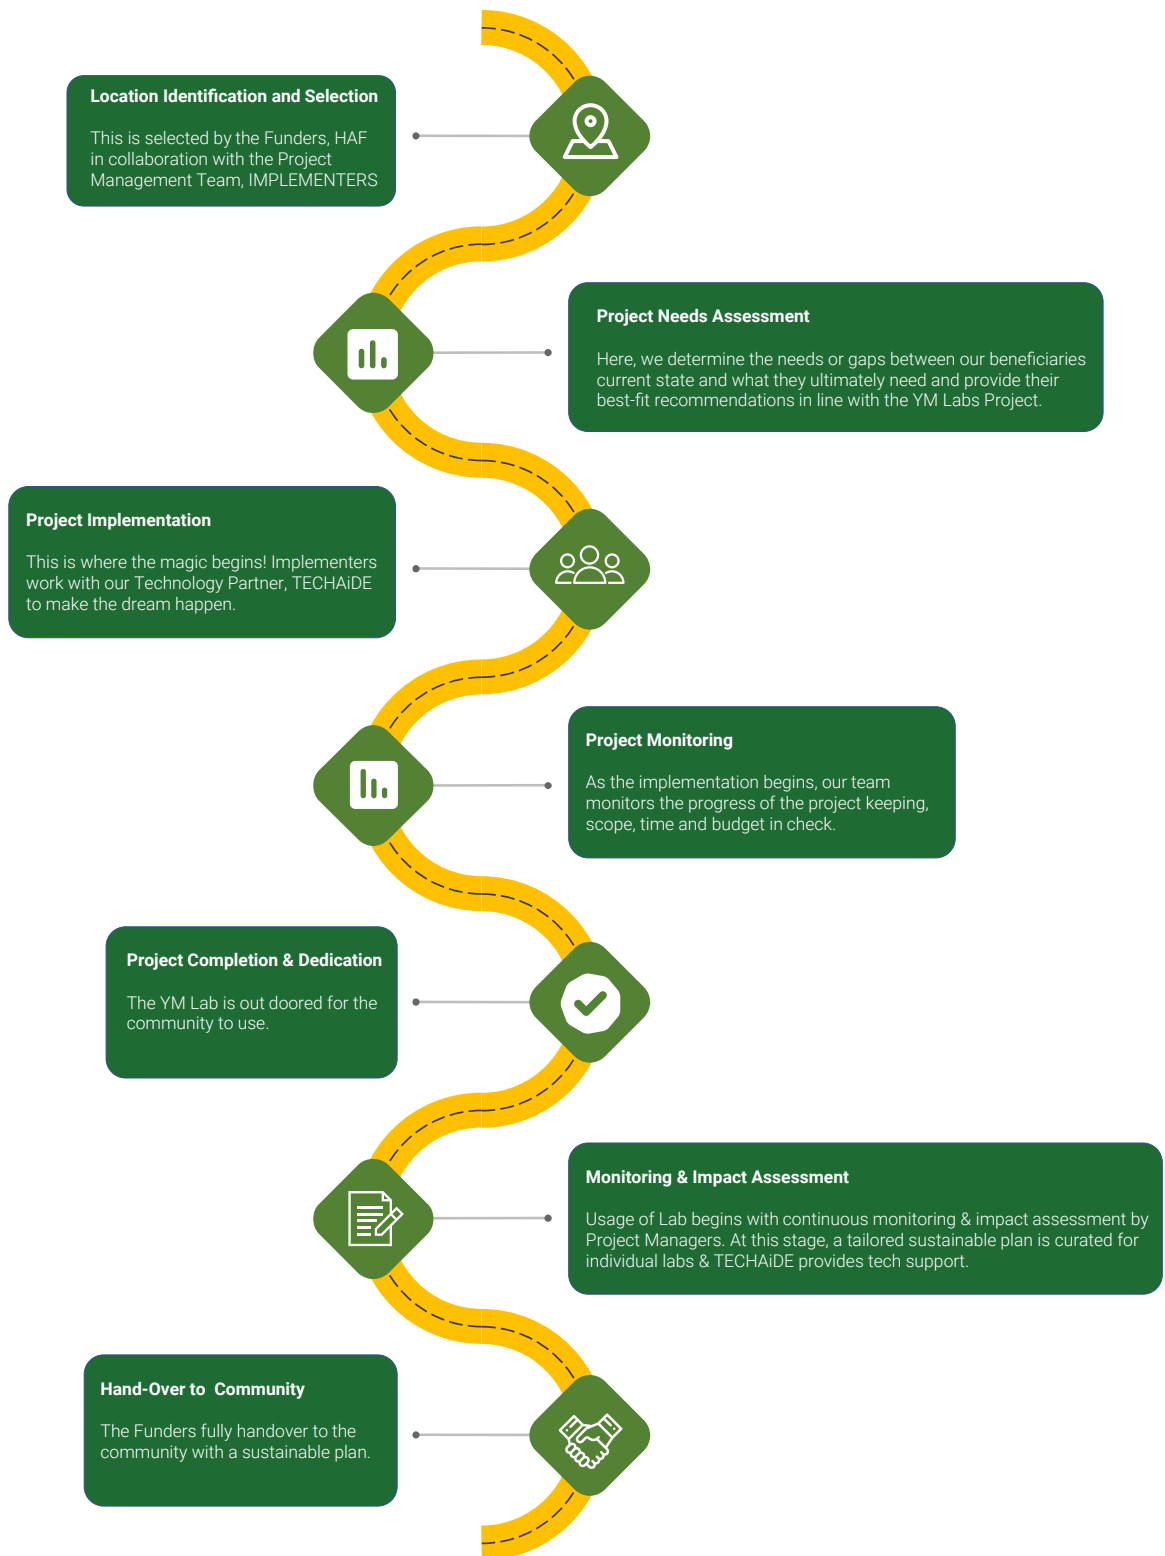 Location Identification and Selection
This is selected by the Funders, HAF
in collaboration with the Project
Management Team, IMPLEMENTERS
Project Needs Assessment
Here, we determine the needs or gaps between our beneficiaries
current state and what they ultimately need and provide their
best-fit recommendations in line with the YM Labs Project.
Project Implementation
This is where the magic begins! Implementers
work with our Technology Partner, TECHAiDE
to make the dream happen.
Project Monitoring
As the implementation begins, our team
monitors the progress of the project keeping,
scope, time and budget in check.
Project Completion & Dedication
The YM Lab is out doored for the
community to use.
Monitoring & Impact Assessment
Usage of Lab begins with continuous monitoring & impact assessment by
Project Managers. At this stage, a tailored sustainable plan is curated for
individual labs & TECHAiDE provides tech support.
Hand-Over to  Community
The Funders fully handover to the
community with a sustainable plan.